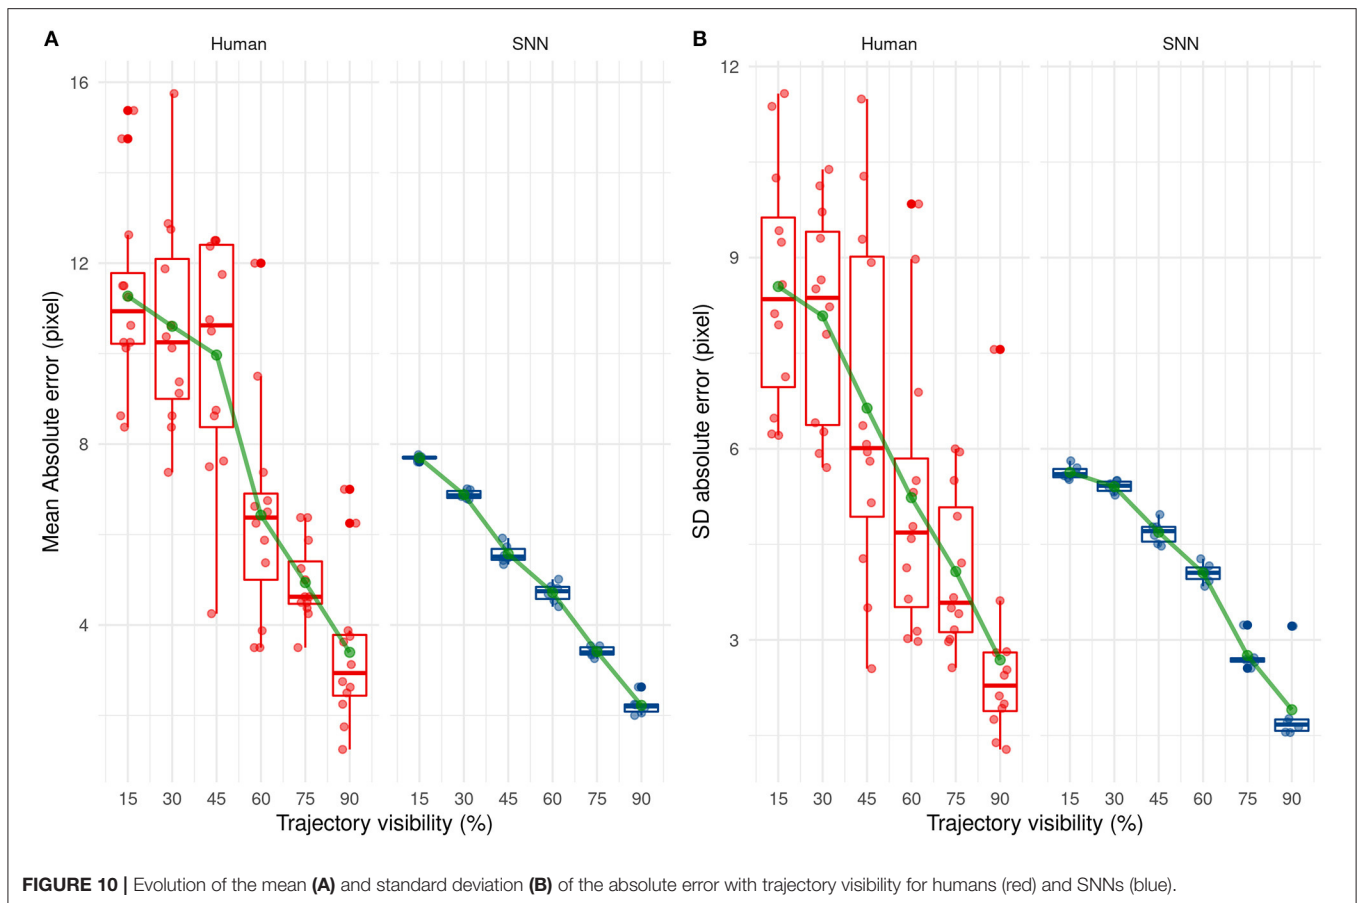 A
Human
SNN
B
Human
SNN
16
12
8
4
Mean Absolute error (pixel)
15 30 45 60 75 90
15 30 45 60 75 90
Trajectory visibility (%)
12
9
6
3
SD absolute error (pixel)
15 30 45 60 75 90
15 30 45 60 75 90
Trajectory visibility (%)
FIGURE 10 | Evolution of the mean (A) and standard deviation (B) of the absolute error with trajectory visibility for humans (red) and SNNs (blue).